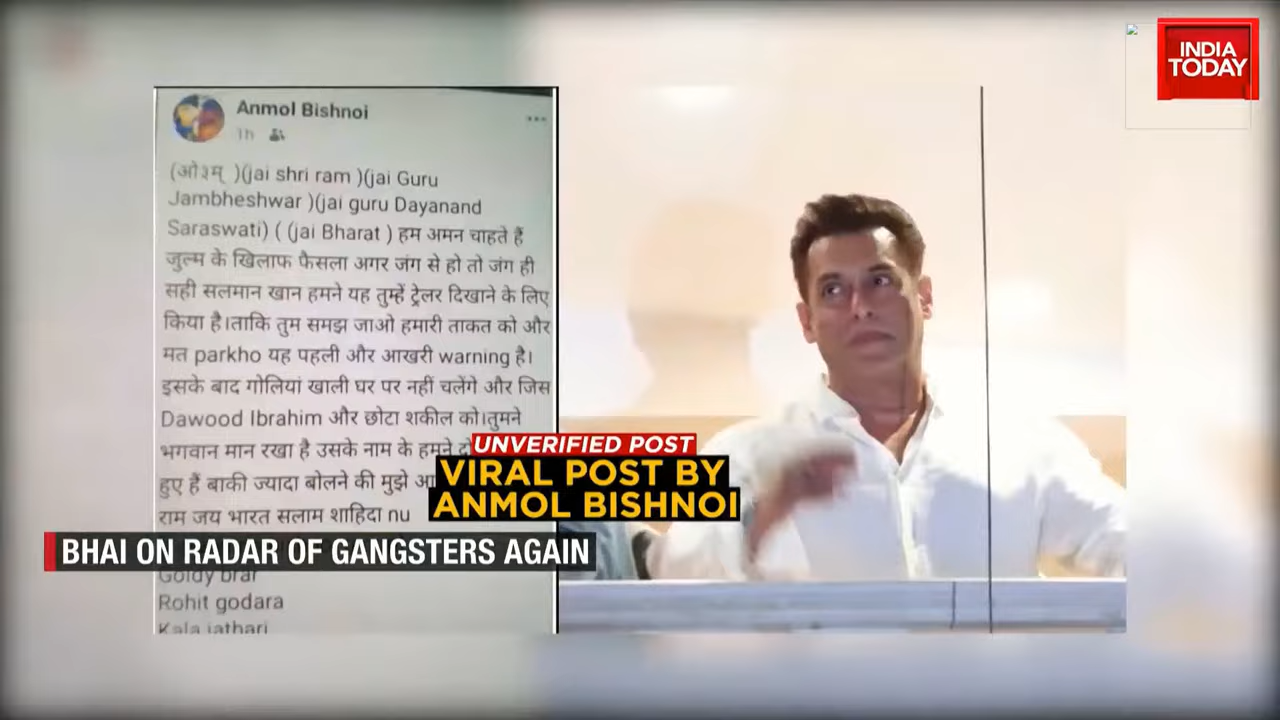 INDIA
TODAY
Anmol Bishnoi
1h
(ओ३म् )(jai shri ram )(jai Guru
Jambheshwar )(jai guru Dayanand
Saraswati) ( (jai Bharat ) हम अमन चाहते हैं
जुल्म के खिलाफ फैसला अगर जंग से हो तो जंग ही
सही सलमान खान हमने यह तुम्हें ट्रेलर दिखाने के लिए
किया है।ताकि तुम समझ जाओ हमारी ताकत को और
मत parkho यह पहली और आखरी warning है।
इसके बाद गोलियां खाली घर पर नहीं चलेंगे और जिस
Dawood Ibrahim और छोटा शकील को।तुमने
भगवान मान रखा है उसके नाम के हमने
हुए हैं बाकी ज्यादा बोलने की मुझे
राम जय भारत सलाम शाहिदा nu
Goldy brar
Rohit godara
Kala jathari
UNVERIFIED POST
VIRAL POST BY
ANMOL BISHNOI
BHAI ON RADAR OF GANGSTERS AGAIN